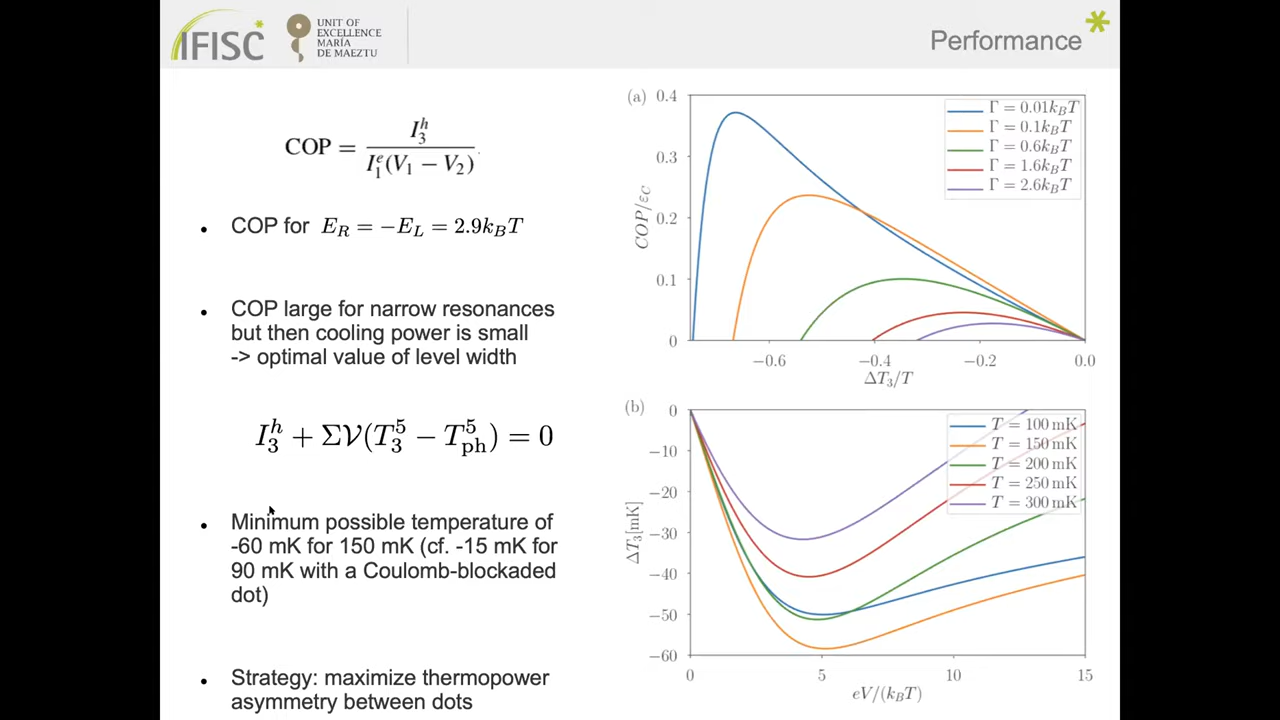 IFISC
UNIT OF
EXCELLENCE
MARÍA
DE MAEZTU
Performance
COP = I_3^h / I_1^e(V_1 − V_2)
• COP for E_R = −E_L = 2.9k_BT
• COP large for narrow resonances
but then cooling power is small
-> optimal value of level width
I_3^h + Σ𝒱(T_3^5 − T_ph^5) = 0
• Minimum possible temperature of
-60 mK for 150 mK (cf. -15 mK for
90 mK with a Coulomb-blockaded
dot)
• Strategy: maximize thermopower
asymmetry between dots
(a)
0.4
0.3
0.2
0.1
0
COP/ε_C
Γ = 0.01k_BT
Γ = 0.1k_BT
Γ = 0.6k_BT
Γ = 1.6k_BT
Γ = 2.6k_BT
−0.6 −0.4 −0.2 0.0
ΔT_3/T
(b)
0
−10
−20
−30
−40
−50
−60
ΔT_3[mK]
T = 100 mK
T = 150 mK
T = 200 mK
T = 250 mK
T = 300 mK
0 5 10 15
eV/(k_BT)